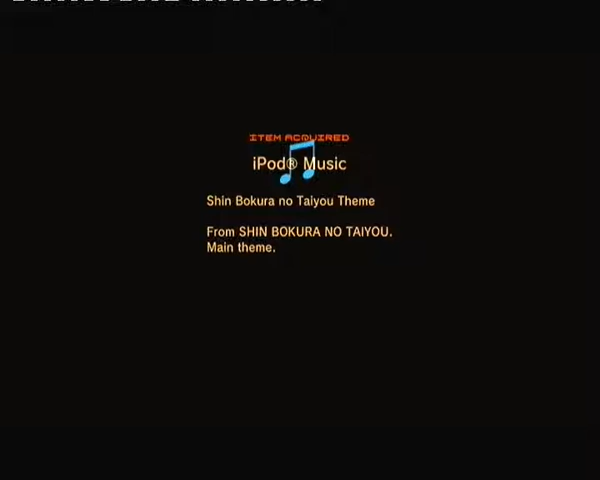 ITEM ACQUIRED
iPod® Music
Shin Bokura no Taiyou Theme
From SHIN BOKURA NO TAIYOU.
Main theme.